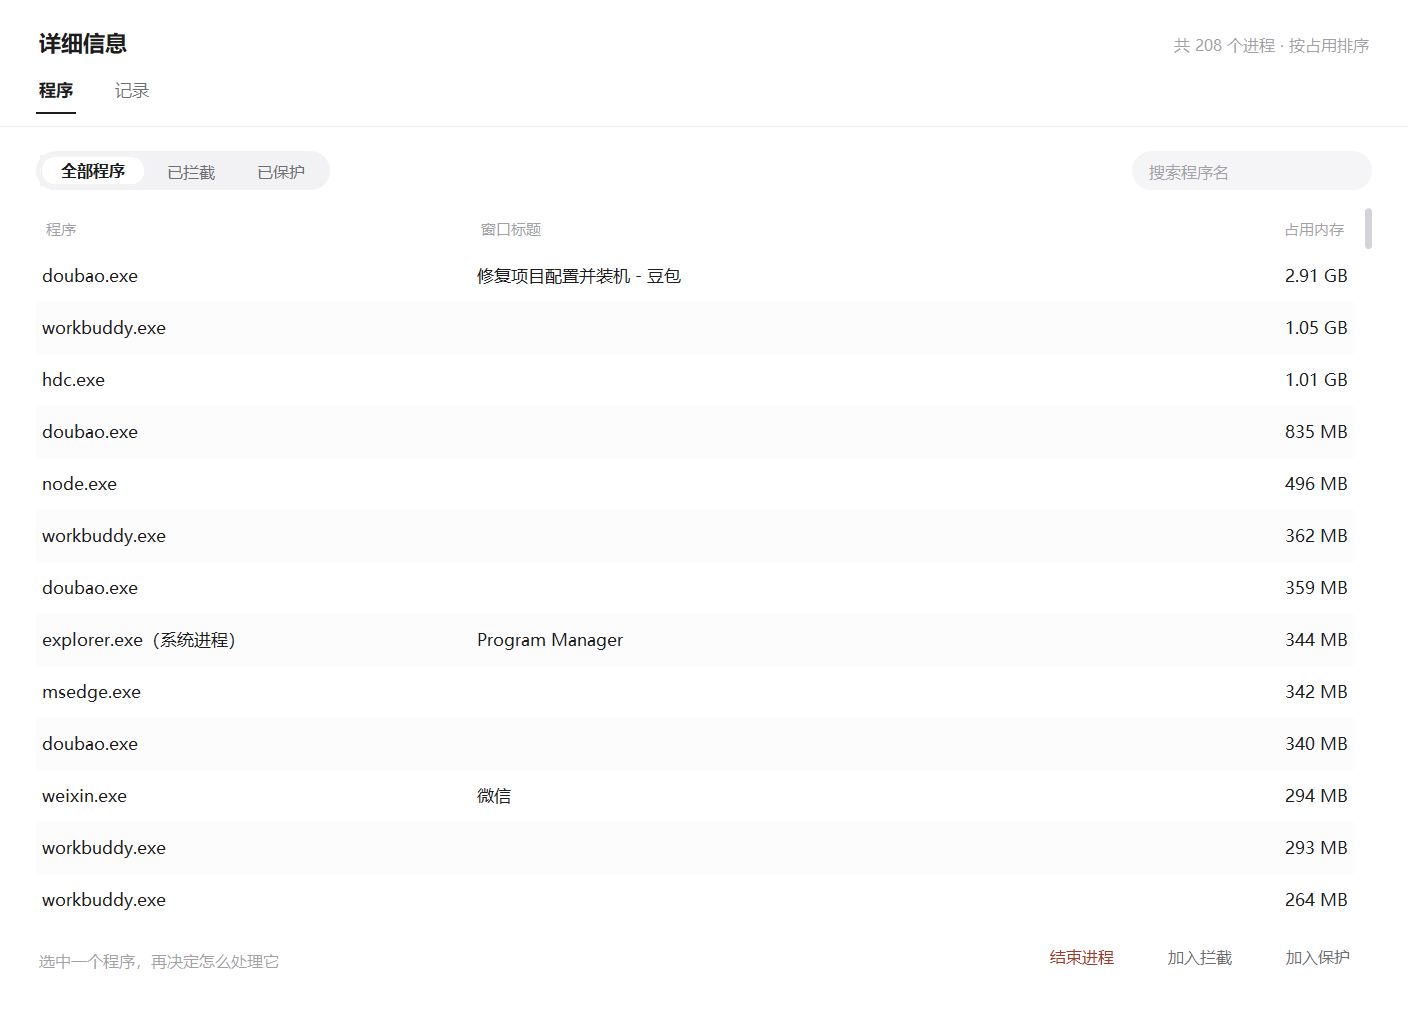 详细信息
共 208 个进程 · 按占用排序
程序 记录
全部程序 已拦截 已保护 搜索程序名
程序 窗口标题 占用内存
doubao.exe 修复项目配置并装机 - 豆包 2.91 GB
workbuddy.exe 1.05 GB
hdc.exe 1.01 GB
doubao.exe 835 MB
node.exe 496 MB
workbuddy.exe 362 MB
doubao.exe 359 MB
explorer.exe（系统进程） Program Manager 344 MB
msedge.exe 342 MB
doubao.exe 340 MB
weixin.exe 微信 294 MB
workbuddy.exe 293 MB
workbuddy.exe 264 MB
选中一个程序，再决定怎么处理它 结束进程 加入拦截 加入保护